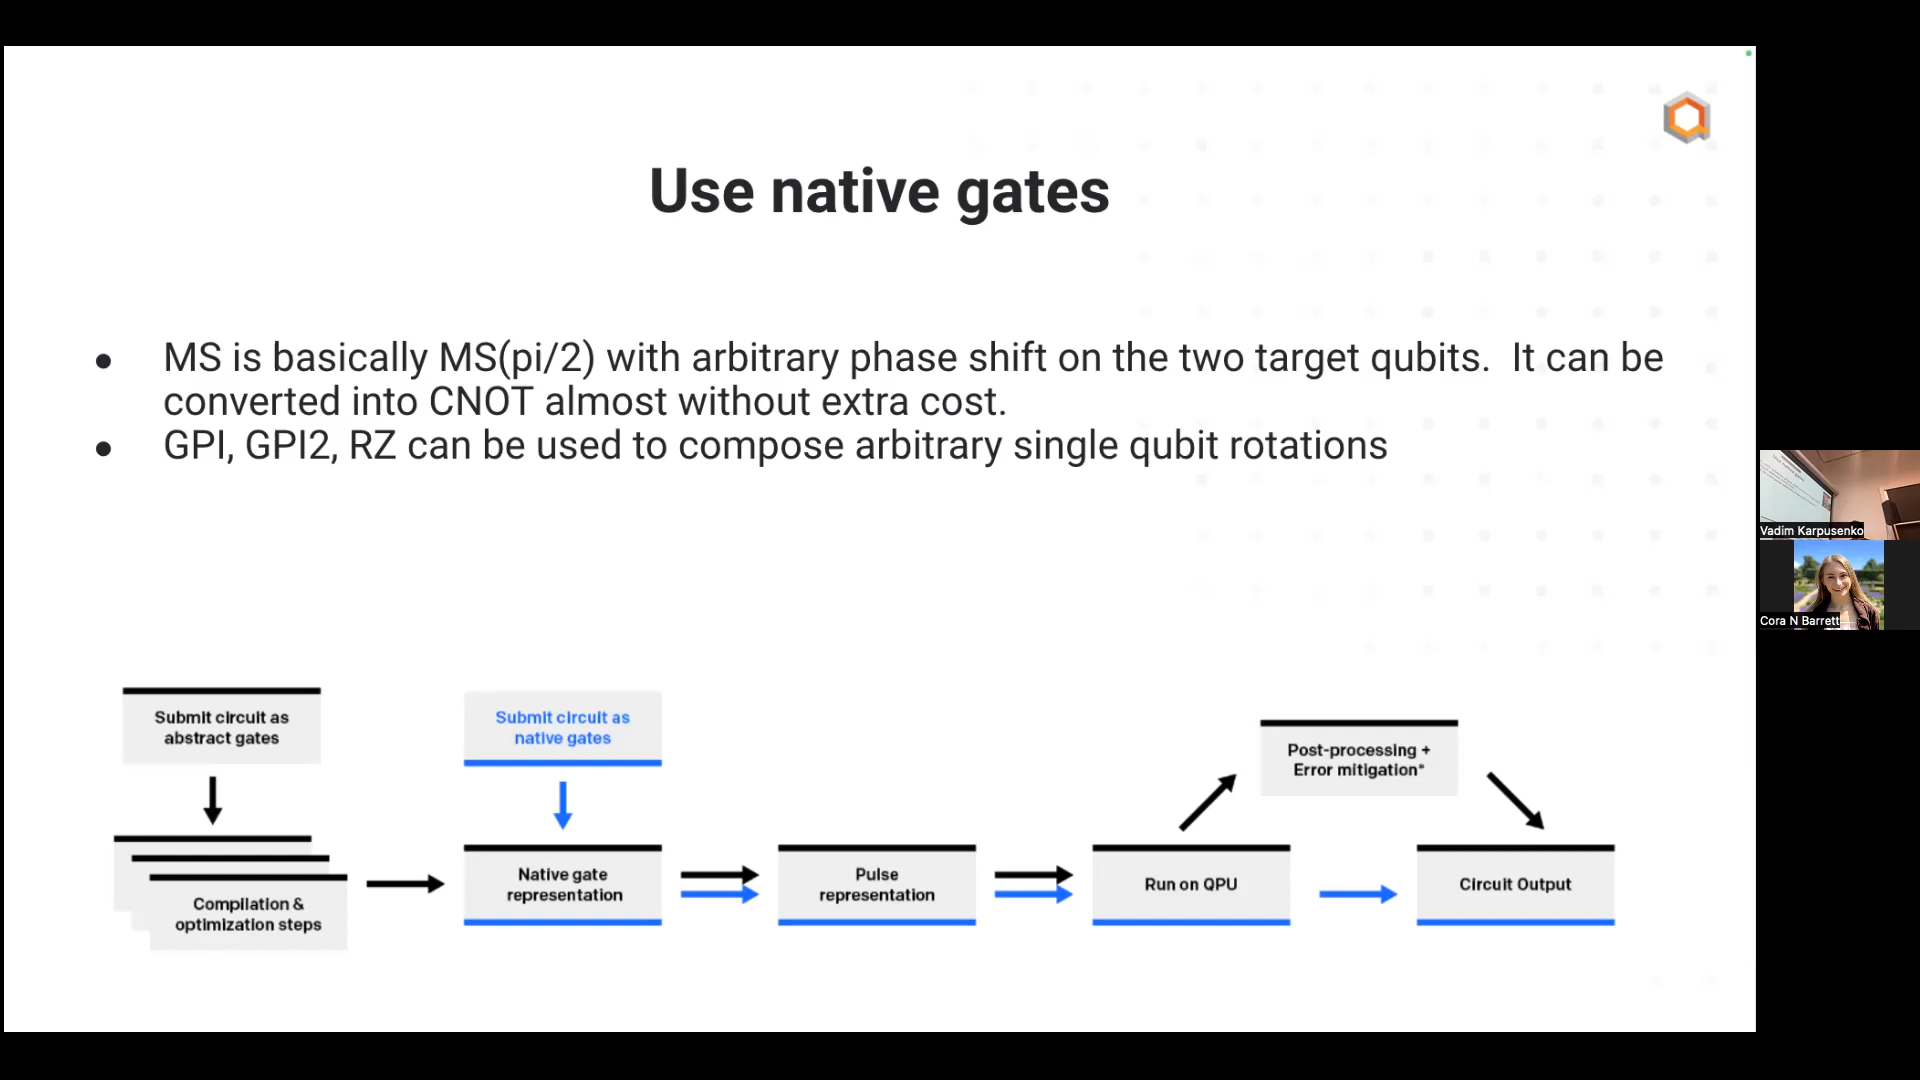 Use native gates
● MS is basically MS(pi/2) with arbitrary phase shift on the two target qubits. It can be
converted into CNOT almost without extra cost.
● GPI, GPI2, RZ can be used to compose arbitrary single qubit rotations
Submit circuit as
abstract gates
Submit circuit as
native gates
Post-processing +
Error mitigation*
Compilation &
optimization steps
Native gate
representation
Pulse
representation
Run on QPU
Circuit Output
Vadim Karpusenko
Cora N Barrett